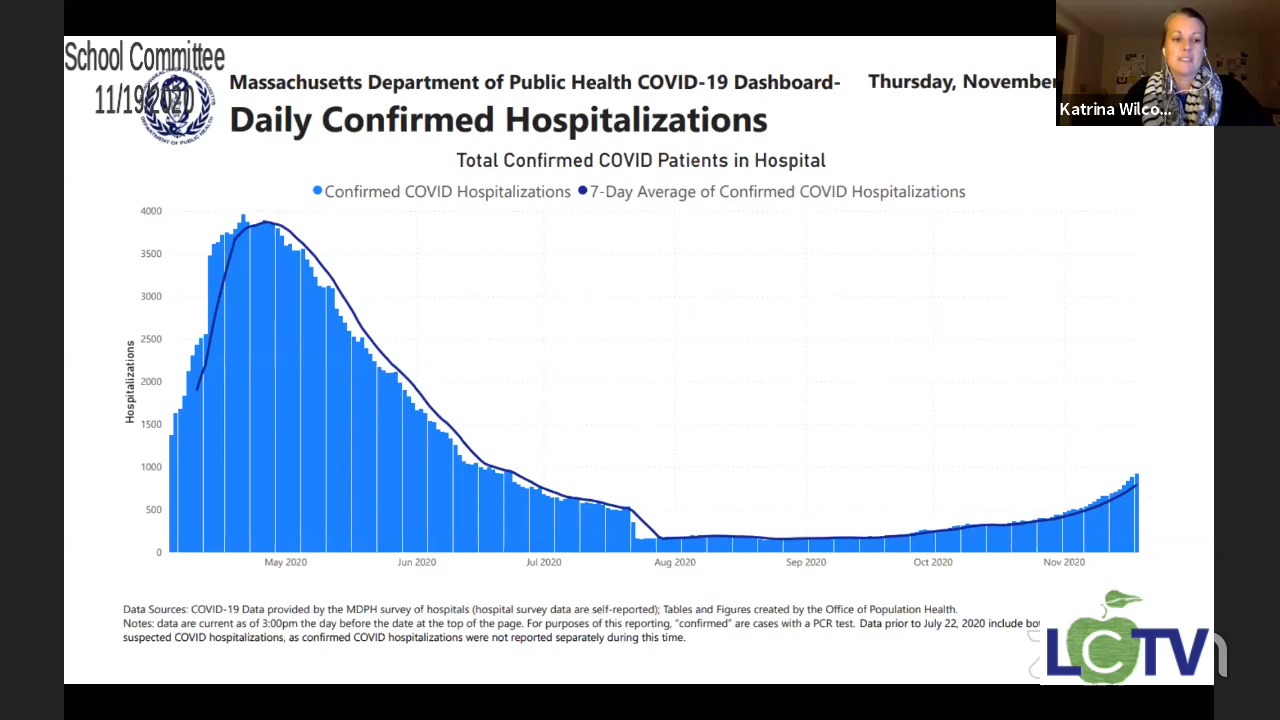 School Committee
11/19/2020
Massachusetts Department of Public Health COVID-19 Dashboard- Thursday, November
Daily Confirmed Hospitalizations
Katrina Wilco...
Total Confirmed COVID Patients in Hospital
Confirmed COVID Hospitalizations 7-Day Average of Confirmed COVID Hospitalizations
4000
3500
3000
2500
2000
1500
1000
500
0
Hospitalizations
May 2020 Jun 2020 Jul 2020 Aug 2020 Sep 2020 Oct 2020 Nov 2020
Data Sources: COVID-19 Data provided by the MDPH survey of hospitals (hospital survey data are self-reported); Tables and Figures created by the Office of Population Health.
Notes: data are current as of 3:00pm the day before the date at the top of the page. For purposes of this reporting, "confirmed" are cases with a PCR test. Data prior to July 22, 2020 include
suspected COVID hospitalizations, as confirmed COVID hospitalizations were not reported separately during this time.
LCTV